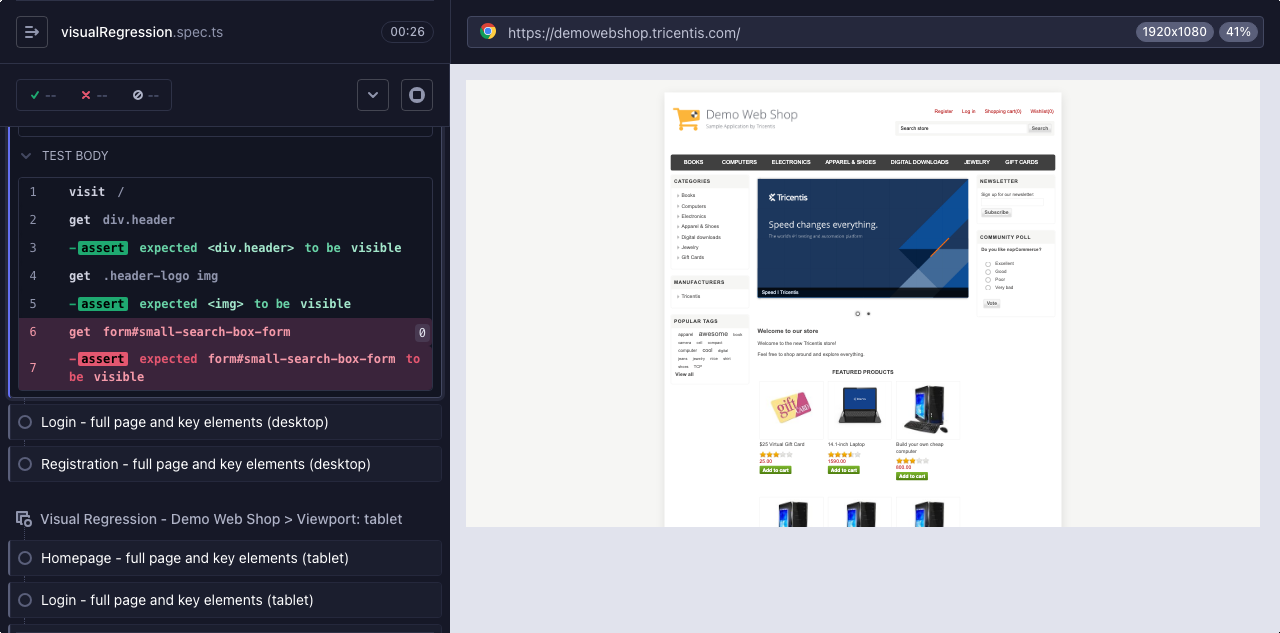 visualRegression.spec.ts
00:26
--
--
--
TEST BODY
1 visit /
2 get div.header
3 -assert expected <div.header> to be visible
4 get .header-logo img
5 -assert expected <img> to be visible
6 get form#small-search-box-form 0
7 -assert expected form#small-search-box-form to be visible
Login - full page and key elements (desktop)
Registration - full page and key elements (desktop)
Visual Regression - Demo Web Shop > Viewport: tablet
Homepage - full page and key elements (tablet)
Login - full page and key elements (tablet)
https://demowebshop.tricentis.com/
1920x1080
41%
Demo Web Shop
Sample Application by Tricentis
Register Log in Shopping cart(0) Wishlist(0)
Search store Search
BOOKS COMPUTERS ELECTRONICS APPAREL & SHOES DIGITAL DOWNLOADS JEWELRY GIFT CARDS
CATEGORIES
Books
Computers
Electronics
Apparel & Shoes
Digital downloads
Jewelry
Gift Cards
MANUFACTURERS
Tricentis
POPULAR TAGS
apparel awesome book
camera cell compact
computer cool digital
jeans jewelry nice shirt
shoes TCP
View all
Tricentis
Speed changes everything.
The world's #1 testing and automation platform
Speed I Tricentis
Welcome to our store
Welcome to the new Tricentis store!
Feel free to shop around and explore everything.
FEATURED PRODUCTS
gift CARD
$25 Virtual Gift Card
25.00
Add to cart
14.1-inch Laptop
1590.00
Add to cart
Build your own cheap
computer
800.00
Add to cart
NEWSLETTER
Sign up for our newsletter:
Subscribe
COMMUNITY POLL
Do you like nopCommerce?
Excellent
Good
Poor
Very bad
Vote